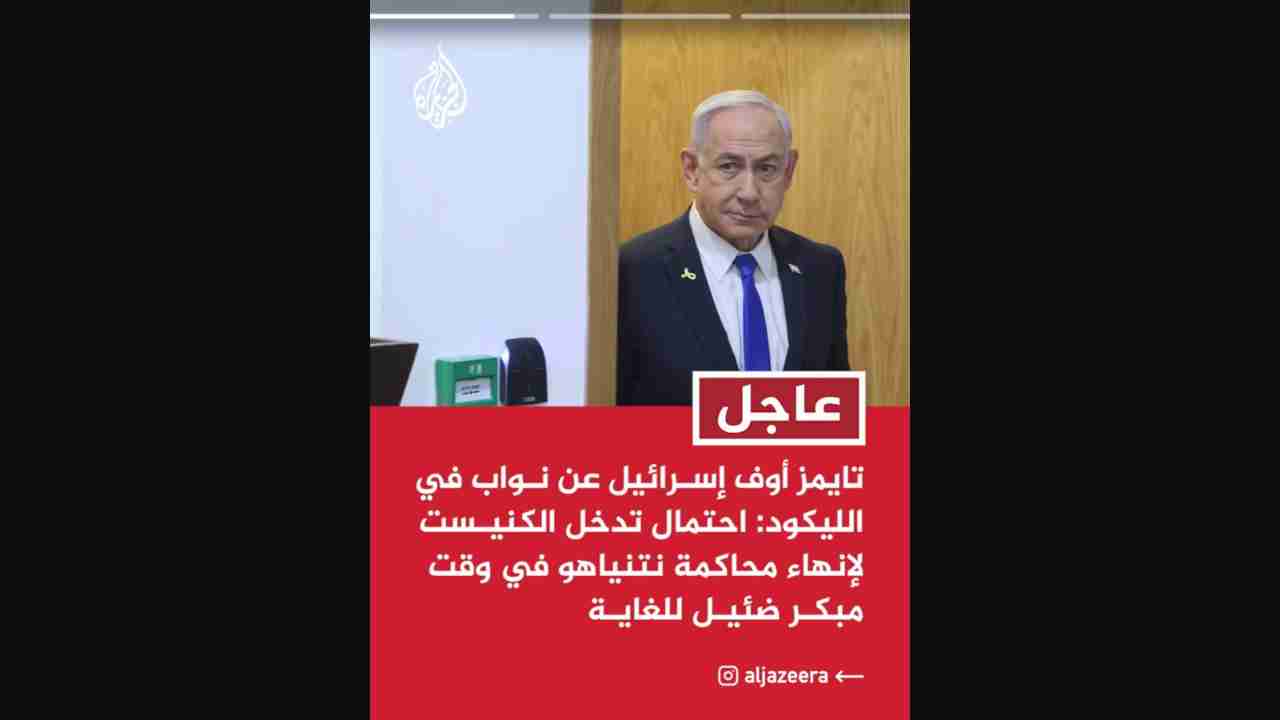 الجزيرة
عاجل
تايمز أوف إسرائيل عن نواب في
الليكود: احتمال تدخل الكنيست
لإنهاء محاكمة نتنياهو في وقت
مبكر ضئيل للغاية
aljazeera